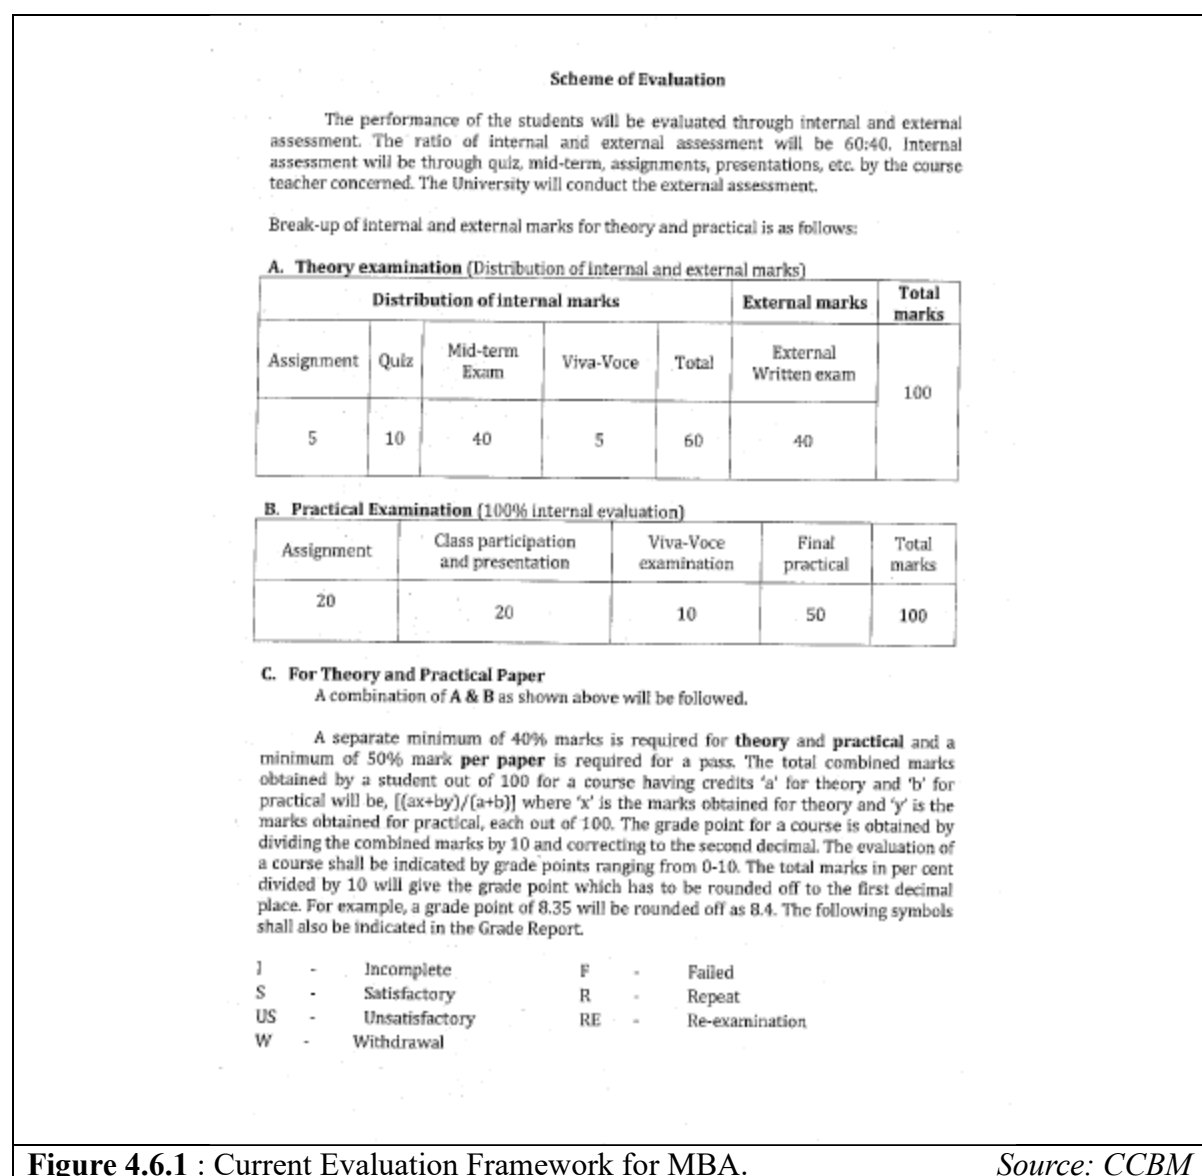 Scheme of Evaluation
The performance of the students will be evaluated through internal and external
assessment. The ratio of internal and external assessment will be 60:40. Internal
assessment will be through quiz, mid-term, assignments, presentations, etc. by the course
teacher concerned. The University will conduct the external assessment.
Break-up of internal and external marks for theory and practical is as follows:
A. Theory examination (Distribution of internal and external marks)
Distribution of internal marks External marks Total marks
Assignment Quiz Mid-term Exam Viva-Voce Total External Written exam 100
5 10 40 5 60 40
B. Practical Examination (100% internal evaluation)
Assignment Class participation and presentation Viva-Voce examination Final practical Total marks
20 20 10 50 100
C. For Theory and Practical Paper
A combination of A & B as shown above will be followed.
A separate minimum of 40% marks is required for theory and practical and a
minimum of 50% mark per paper is required for a pass. The total combined marks
obtained by a student out of 100 for a course having credits 'a' for theory and 'b' for
practical will be, [(ax+by)/(a+b)] where 'x' is the marks obtained for theory and 'y' is the
marks obtained for practical, each out of 100. The grade point for a course is obtained by
dividing the combined marks by 10 and correcting to the second decimal. The evaluation of
a course shall be indicated by grade points ranging from 0-10. The total marks in per cent
divided by 10 will give the grade point which has to be rounded off to the first decimal
place. For example, a grade point of 8.35 will be rounded off as 8.4. The following symbols
shall also be indicated in the Grade Report.
I - Incomplete F - Failed
S - Satisfactory R - Repeat
US - Unsatisfactory RE - Re-examination
W - Withdrawal
Figure 4.6.1 : Current Evaluation Framework for MBA. Source: CCBM